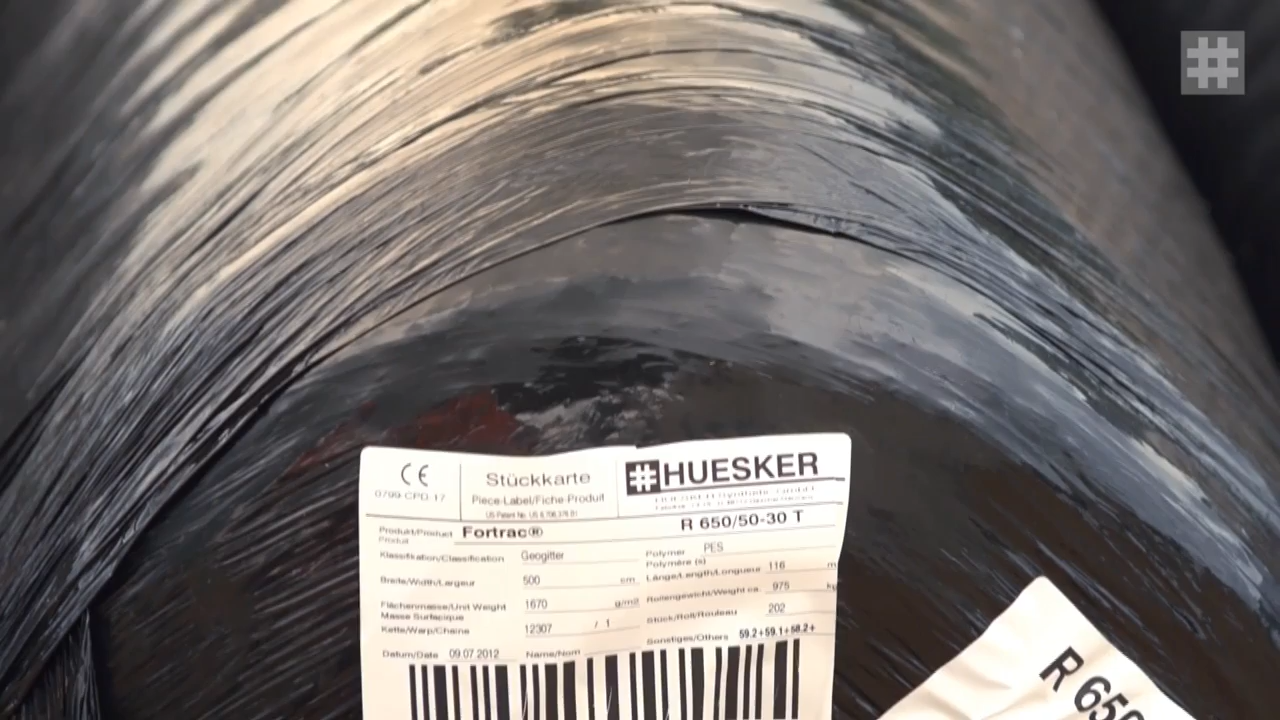 CE
0799-CPD-17
Stückkarte
Piece-Label/Fiche-Produit
US Patent No. US 6,706,376 B1
#HUESKER
R 650/50-30 T
Produkt/Product Fortrac®
Produit
Klassifikation/Classification Geogitter
Polymer PES
Polymère (s)
Breite/Width/Largeur 500 cm
Länge/Length/Longueur 116 m
Flächenmasse/Unit Weight 1670 g/m2
Masse Surfacique
Rollengewicht/Weight ca. 975 kg
Kette/Warp/Chaine 12307 / 1
Stück/Roll/Rouleau 202
Sonstiges/Others 59.2+59.1+58.2+
Datum/Date 09.07.2012 Name/Nom
R 650